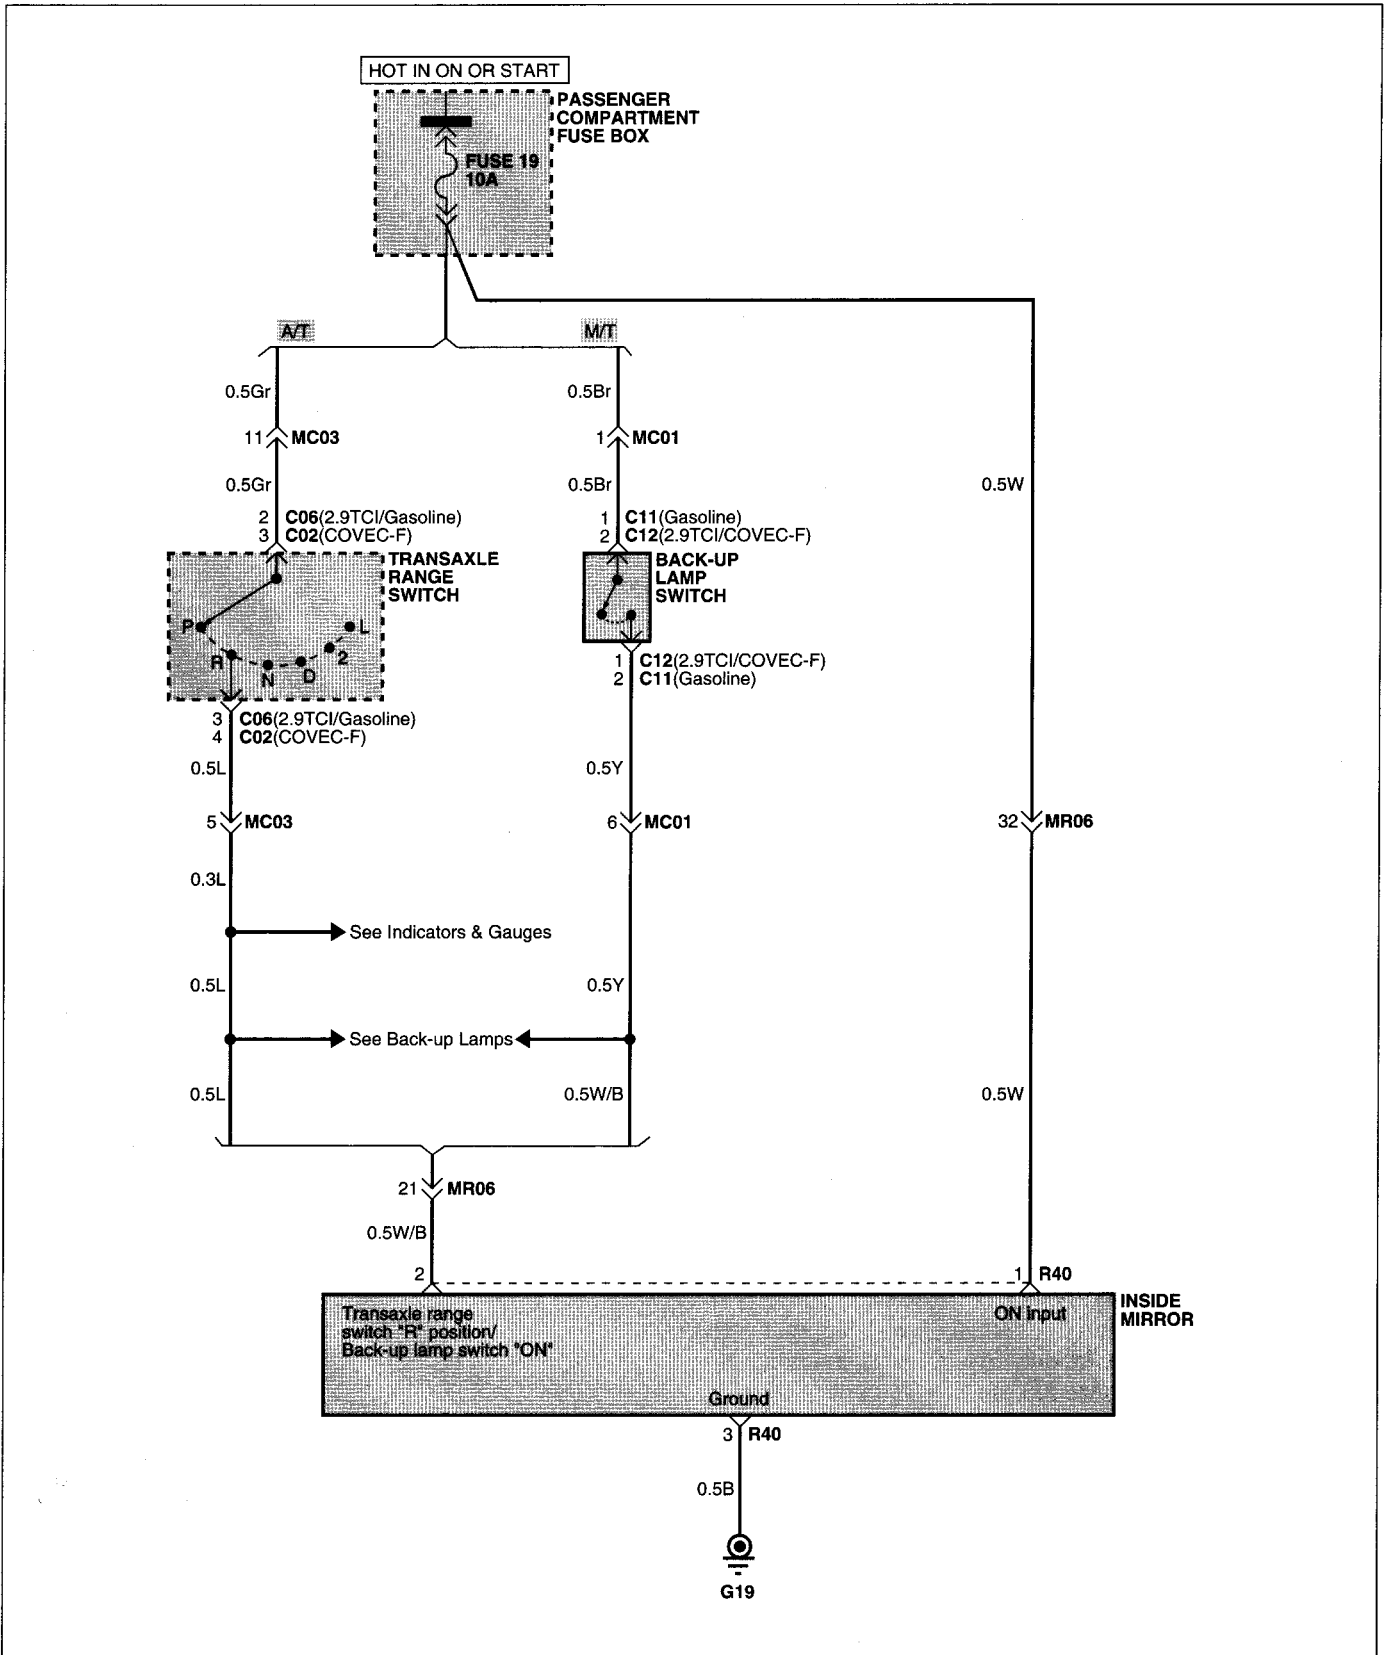 HOT IN ON OR START
PASSENGER
COMPARTMENT
FUSE BOX
FUSE 19
10A
A/T
M/T
0.5Gr
0.5Br
11 MC03
1 MC01
0.5Gr
0.5Br
0.5W
2 C06(2.9TCI/Gasoline)
3 C02(COVEC-F)
1 C11(Gasoline)
2 C12(2.9TCI/COVEC-F)
TRANSAXLE
RANGE
SWITCH
BACK-UP
LAMP
SWITCH
P
R
N
D
2
L
1 C12(2.9TCI/COVEC-F)
2 C11(Gasoline)
3 C06(2.9TCI/Gasoline)
4 C02(COVEC-F)
0.5L
0.5Y
5 MC03
6 MC01
32 MR06
0.3L
See Indicators & Gauges
0.5L
0.5Y
See Back-up Lamps
0.5L
0.5W/B
0.5W
21 MR06
0.5W/B
2
1 R40
INSIDE
MIRROR
Transaxle range
switch "R" position/
Back-up lamp switch "ON"
ON input
Ground
3 R40
0.5B
G19